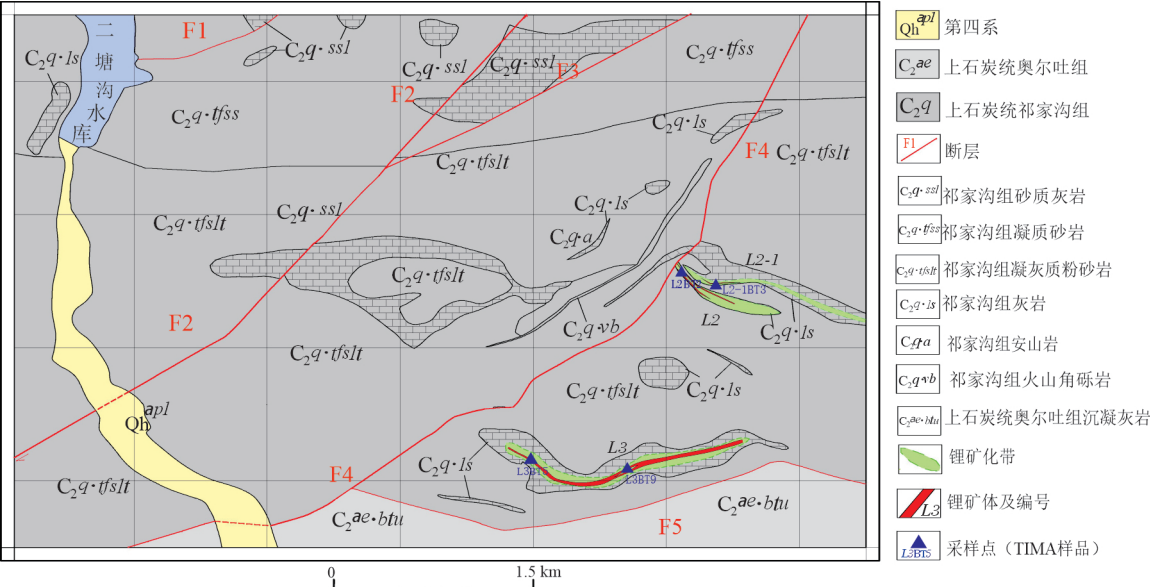 二
塘
沟
水
库
F1
C₂q·ls
C₂q·ssl
C₂q·ssl
C₂q·ssl
F3
C₂q·tfss
F2
C₂q·tfss
C₂q·ls
F4
C₂q·tfslt
C₂q·tfslt
C₂q·tfslt
C₂q·ssl
C₂q·ls
C₂q·a
C₂q·tfslt
L2-1
L2-1BT3
L2
C₂q·ls
C₂q·vb
F2
C₂q·tfslt
C₂q·tfslt
C₂q·ls
Qhᵃᵖˡ
C₂q·ls
L3
L3BT9
F4
C₂q·tfslt
C₂ae·btu
F5
C₂ae·btu
0 1.5 km
Qhᵃᵖˡ 第四系
C₂ae 上石炭统奥尔吐组
C₂q 上石炭统祁家沟组
F1 断层
C₂q·ssl 祁家沟组砂质灰岩
C₂q·tfss 祁家沟组凝质砂岩
C₂q·tfslt 祁家沟组凝灰质粉砂岩
C₂q·ls 祁家沟组灰岩
C₂q·a 祁家沟组安山岩
C₂q·vb 祁家沟组火山角砾岩
C₂ae·btu 上石炭统奥尔吐组沉凝灰岩
锂矿化带
L3 锂矿体及编号
L3BT5 采样点（TIMA样品）